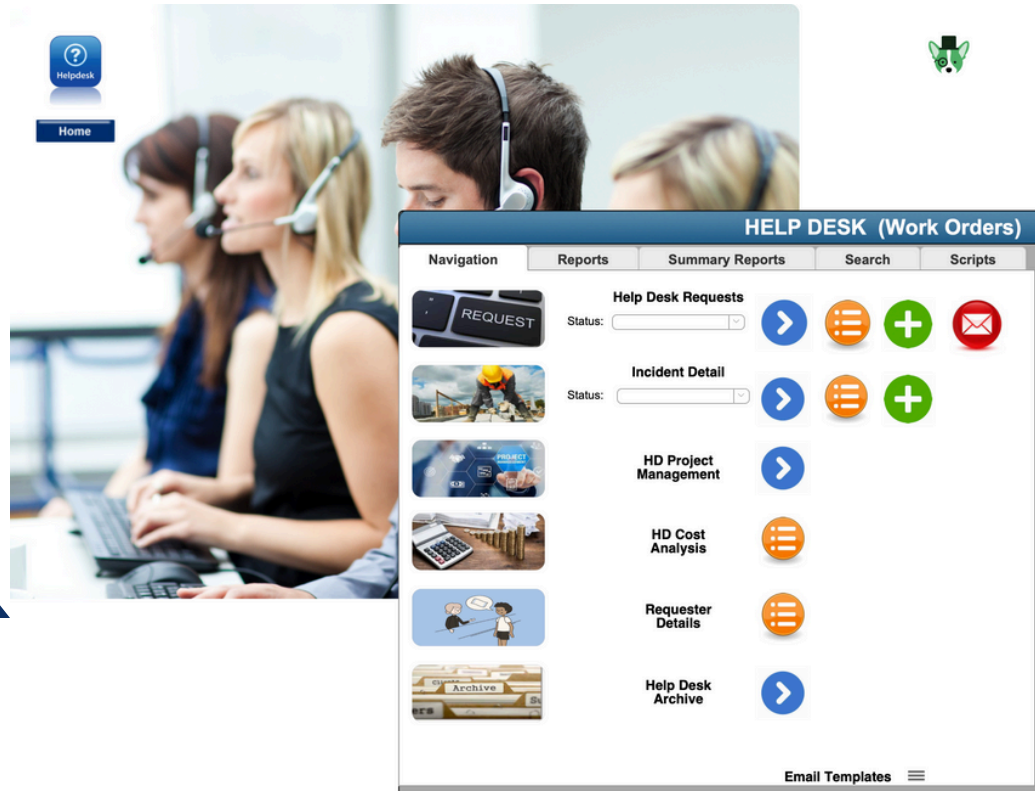 ?
Helpdesk
Home
HELP DESK (Work Orders)
Navigation
Reports
Summary Reports
Search
Scripts
REQUEST
Help Desk Requests
Status:
Incident Detail
Status:
PROJECT
MANAGEMENT
HD Project
Management
HD Cost
Analysis
Requester
Details
Archive
Help Desk
Archive
Email Templates